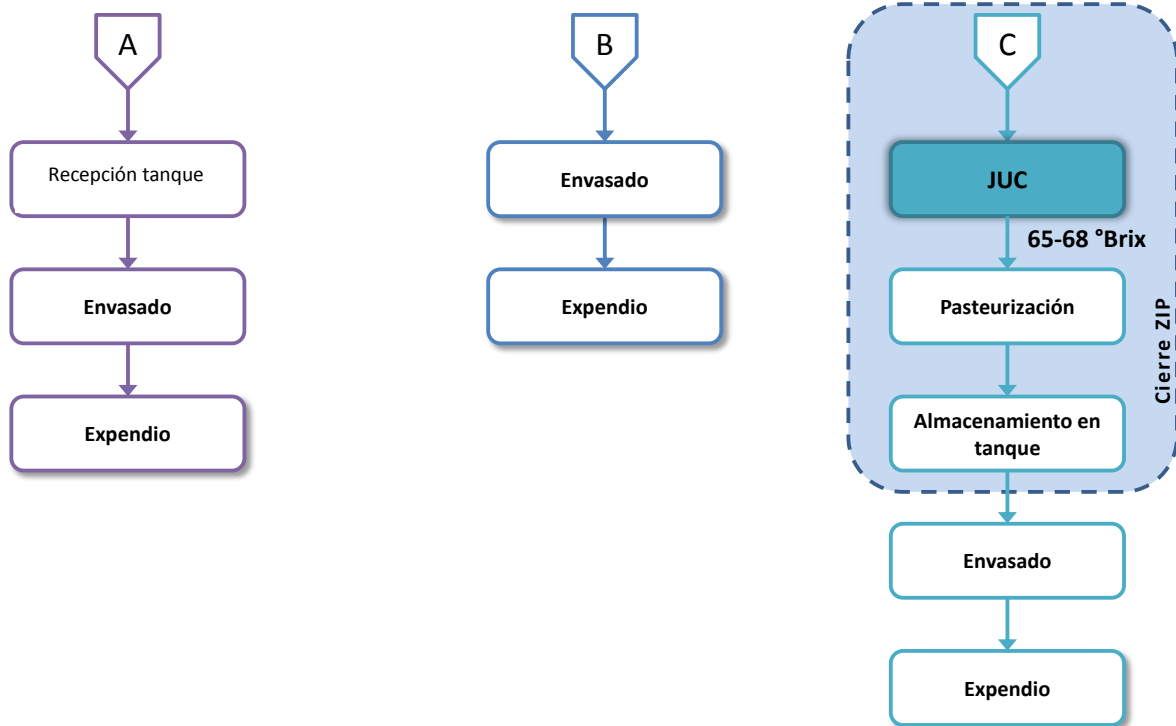 A
Recepción tanque
Envasado
Expendio
B
Envasado
Expendio
C
JUC
65-68 °Brix
Pasteurización
Almacenamiento en
tanque
Cierre ZIP
Envasado
Expendio